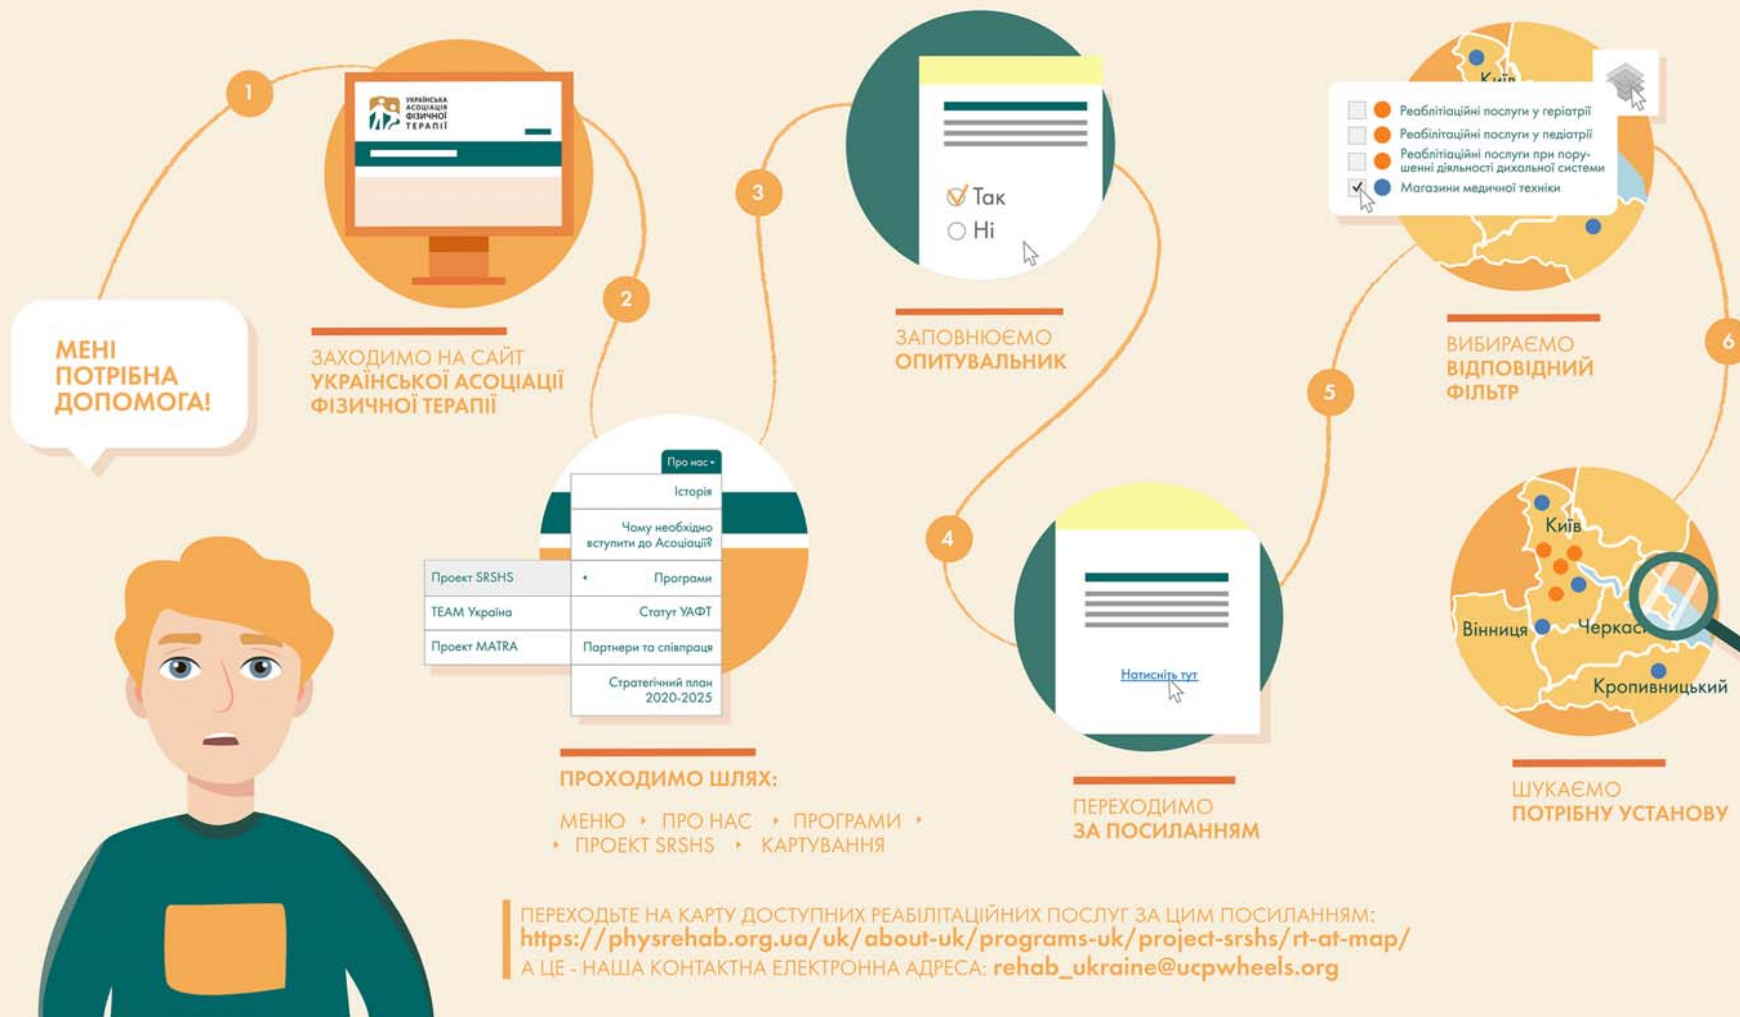 МЕНІ
ПОТРІБНА
ДОПОМОГА!
1
УКРАЇНСЬКА
АСОЦІАЦІЯ
ФІЗИЧНОЇ
ТЕРАПІЇ
ЗАХОДИМО НА САЙТ
УКРАЇНСЬКОЇ АСОЦІАЦІЇ
ФІЗИЧНОЇ ТЕРАПІЇ
2
Про нас
Історія
Чому необхідно
вступити до Асоціації?
Програми
Статут УАФТ
Партнери та співпраця
Стратегічний план
2020-2025
Проект SRSHS
TEAM Україна
Проект MATRA
ПРОХОДИМО ШЛЯХ:
МЕНЮ ‣ ПРО НАС ‣ ПРОГРАМИ ‣
‣ ПРОЕКТ SRSHS ‣ КАРТУВАННЯ
3
Так
Ні
ЗАПОВНЮЄМО
ОПИТУВАЛЬНИК
4
Натисніть тут
ПЕРЕХОДИМО
ЗА ПОСИЛАННЯМ
5
Київ
Реаблітіаційні послуги у геріатрії
Реабілітаційні послуги у педіатрії
Реаблітіаційні послуги при пору-
шенні діяльності дихальної системи
Магазини медичної техніки
ВИБИРАЄМО
ВІДПОВІДНИЙ
ФІЛЬТР
6
Київ
Вінниця
Черкас
Кропивницький
ШУКАЄМО
ПОТРІБНУ УСТАНОВУ
ПЕРЕХОДЬТЕ НА КАРТУ ДОСТУПНИХ РЕАБІЛІТАЦІЙНИХ ПОСЛУГ ЗА ЦИМ ПОСИЛАННЯМ:
https://physrehab.org.ua/uk/about-uk/programs-uk/project-srshs/rt-at-map/
А ЦЕ - НАША КОНТАКТНА ЕЛЕКТРОННА АДРЕСА: rehab_ukraine@ucpwheels.org